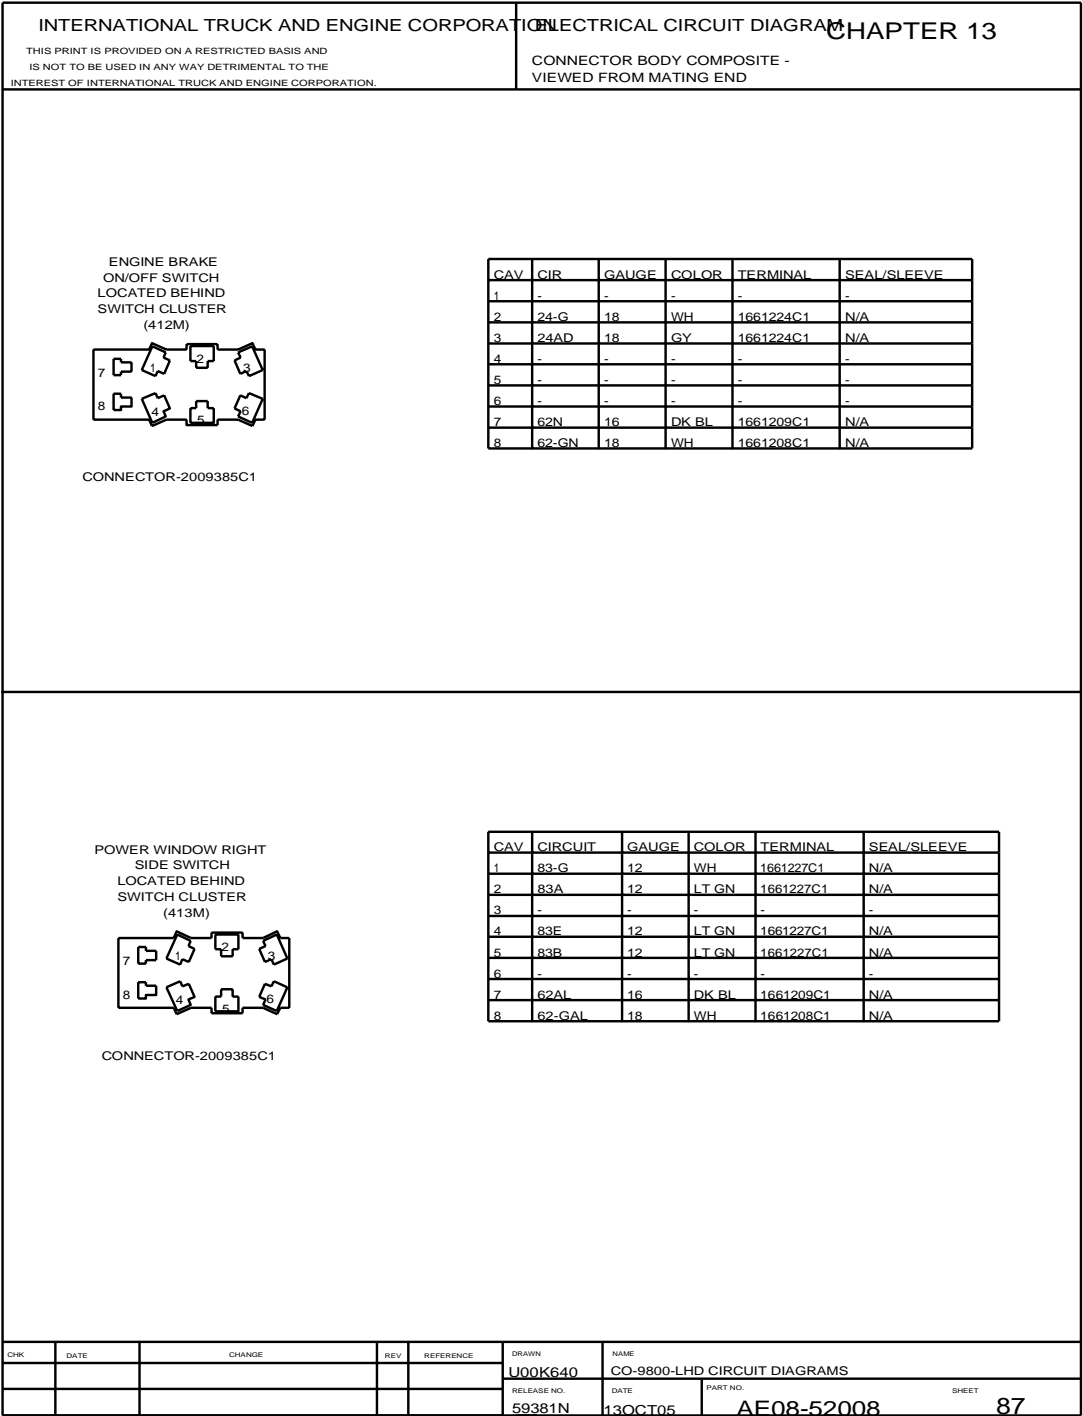 INTERNATIONAL TRUCK AND ENGINE CORPORATION
THIS PRINT IS PROVIDED ON A RESTRICTED BASIS AND
IS NOT TO BE USED IN ANY WAY DETRIMENTAL TO THE
INTEREST OF INTERNATIONAL TRUCK AND ENGINE CORPORATION.
ELECTRICAL CIRCUIT DIAGRAM
CHAPTER 13
CONNECTOR BODY COMPOSITE -
VIEWED FROM MATING END
ENGINE BRAKE
ON/OFF SWITCH
LOCATED BEHIND
SWITCH CLUSTER
(412M)
7 1 2 3
8 4 5 6
CONNECTOR-2009385C1
CAV CIR GAUGE COLOR TERMINAL SEAL/SLEEVE
1 - - - - -
2 24-G 18 WH 1661224C1 N/A
3 24AD 18 GY 1661224C1 N/A
4 - - - - -
5 - - - - -
6 - - - - -
7 62N 16 DK BL 1661209C1 N/A
8 62-GN 18 WH 1661208C1 N/A
POWER WINDOW RIGHT
SIDE SWITCH
LOCATED BEHIND
SWITCH CLUSTER
(413M)
7 1 2 3
8 4 5 6
CONNECTOR-2009385C1
CAV CIRCUIT GAUGE COLOR TERMINAL SEAL/SLEEVE
1 83-G 12 WH 1661227C1 N/A
2 83A 12 LT GN 1661227C1 N/A
3 - - - - -
4 83E 12 LT GN 1661227C1 N/A
5 83B 12 LT GN 1661227C1 N/A
6 - - - - -
7 62AL 16 DK BL 1661209C1 N/A
8 62-GAL 18 WH 1661208C1 N/A
CHK DATE CHANGE REV REFERENCE
DRAWN
U00K640
NAME
CO-9800-LHD CIRCUIT DIAGRAMS
RELEASE NO.
59381N
DATE
13OCT05
PART NO.
AE08-52008
SHEET
87